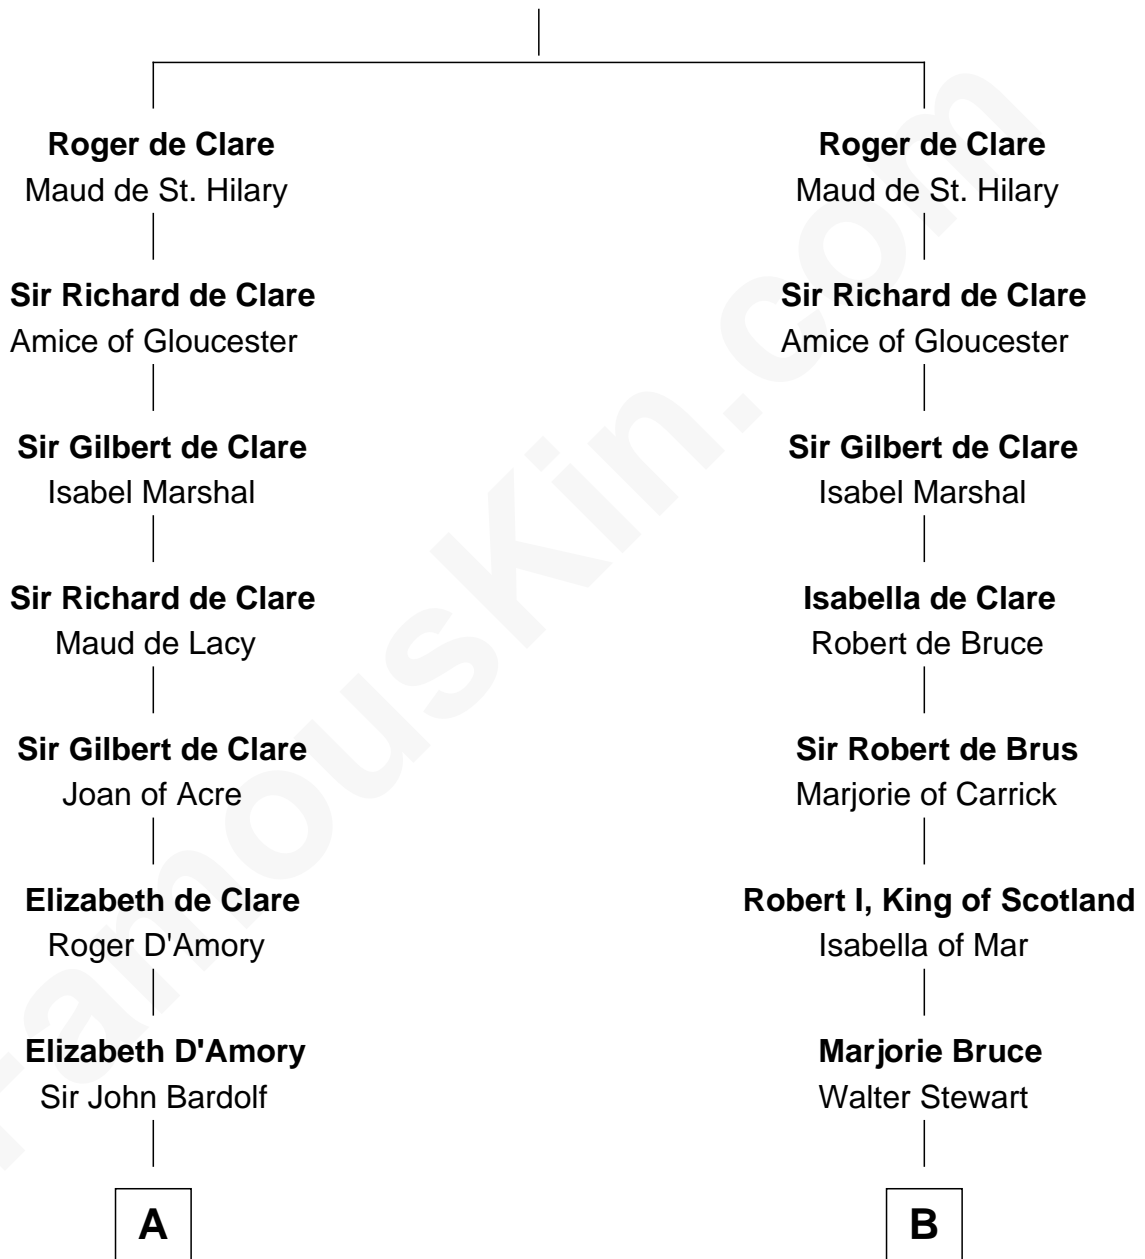 Roger de Clare
Maud de St. Hilary
Sir Richard de Clare
Amice of Gloucester
Sir Gilbert de Clare
Isabel Marshal
Sir Richard de Clare
Maud de Lacy
Sir Gilbert de Clare
Joan of Acre
Elizabeth de Clare
Roger D'Amory
Elizabeth D'Amory
Sir John Bardolf
A
Roger de Clare
Maud de St. Hilary
Sir Richard de Clare
Amice of Gloucester
Sir Gilbert de Clare
Isabel Marshal
Isabella de Clare
Robert de Bruce
Sir Robert de Brus
Marjorie of Carrick
Robert I, King of Scotland
Isabella of Mar
Marjorie Bruce
Walter Stewart
B
FamousKin.com